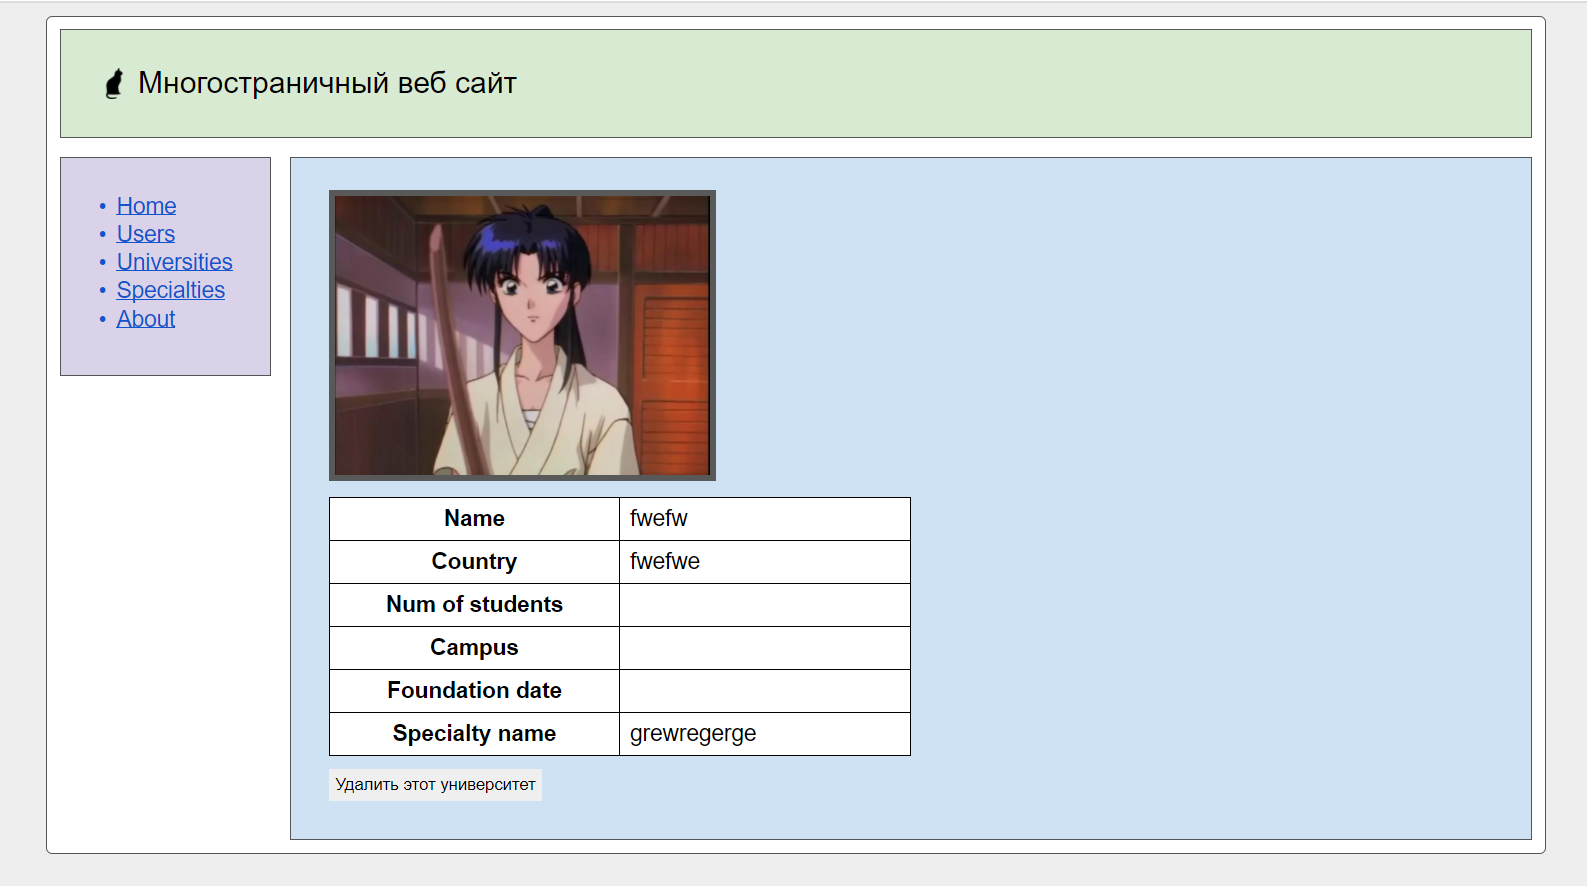 Многостраничный веб сайт
Home
Users
Universities
Specialties
About
Name fwefw
Country fwefwe
Num of students
Campus
Foundation date
Specialty name grewregerge
Удалить этот университет